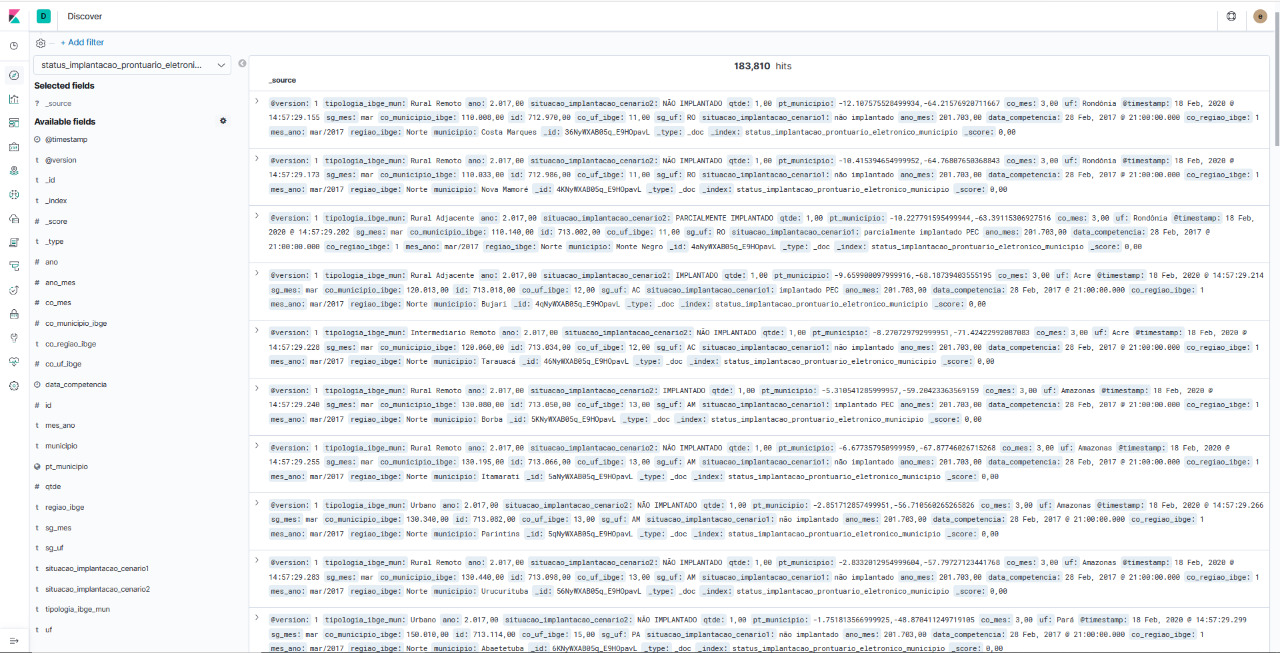 D Discover e
+ Add filter
status_implantacao_prontuario_eletroni...
183,810 hits
Selected fields
? _source
_source
Available fields
@timestamp
t @version
t _id
t _index
# _score
t _type
# ano
# ano_mes
# co_mes
# co_municipio_ibge
t co_regiao_ibge
# co_uf_ibge
data_competencia
# id
t mes_ano
t municipio
pt_municipio
# qtde
t regiao_ibge
t sg_mes
t sg_uf
t situacao_implantacao_cenario1
t situacao_implantacao_cenario2
t tipologia_ibge_mun
t uf
@version: 1 tipologia_ibge_mun: Rural Remoto ano: 2.017,00 situacao_implantacao_cenario2: NÃO IMPLANTADO qtde: 1,00 pt_municipio: -12.107575528499934,-64.21576920711667 co_mes: 3,00 uf: Rondônia @timestamp: 18 Feb, 2020 @
14:57:29.155 sg_mes: mar co_municipio_ibge: 110.008,00 id: 712.970,00 co_uf_ibge: 11,00 sg_uf: RO situacao_implantacao_cenario1: não implantado ano_mes: 201.703,00 data_competencia: 28 Feb, 2017 @ 21:00:00.000 co_regiao_ibge: 1
mes_ano: mar/2017 regiao_ibge: Norte municipio: Costa Marques _id: 36NyWXAB05q_E9HOpavL _type: _doc _index: status_implantacao_prontuario_eletronico_municipio _score: 0,00
@version: 1 tipologia_ibge_mun: Rural Remoto ano: 2.017,00 situacao_implantacao_cenario2: NÃO IMPLANTADO qtde: 1,00 pt_municipio: -10.415394654999952,-64.76807650368843 co_mes: 3,00 uf: Rondônia @timestamp: 18 Feb, 2020 @
14:57:29.173 sg_mes: mar co_municipio_ibge: 110.033,00 id: 712.986,00 co_uf_ibge: 11,00 sg_uf: RO situacao_implantacao_cenario1: não implantado ano_mes: 201.703,00 data_competencia: 28 Feb, 2017 @ 21:00:00.000 co_regiao_ibge: 1
mes_ano: mar/2017 regiao_ibge: Norte municipio: Nova Mamoré _id: 4KNyWXAB05q_E9HOpavL _type: _doc _index: status_implantacao_prontuario_eletronico_municipio _score: 0,00
@version: 1 tipologia_ibge_mun: Rural Adjacente ano: 2.017,00 situacao_implantacao_cenario2: PARCIALMENTE IMPLANTADO qtde: 1,00 pt_municipio: -10.227791595499944,-63.39115306927516 co_mes: 3,00 uf: Rondônia @timestamp: 18 Feb,
2020 @ 14:57:29.202 sg_mes: mar co_municipio_ibge: 110.140,00 id: 713.002,00 co_uf_ibge: 11,00 sg_uf: RO situacao_implantacao_cenario1: parcialmente implantado PEC ano_mes: 201.703,00 data_competencia: 28 Feb, 2017 @
21:00:00.000 co_regiao_ibge: 1 mes_ano: mar/2017 regiao_ibge: Norte municipio: Monte Negro _id: 4aNyWXAB05q_E9HOpavL _type: _doc _index: status_implantacao_prontuario_eletronico_municipio _score: 0,00
@version: 1 tipologia_ibge_mun: Rural Adjacente ano: 2.017,00 situacao_implantacao_cenario2: IMPLANTADO qtde: 1,00 pt_municipio: -9.659900097999916,-68.18739403555195 co_mes: 3,00 uf: Acre @timestamp: 18 Feb, 2020 @ 14:57:29.214
sg_mes: mar co_municipio_ibge: 120.013,00 id: 713.018,00 co_uf_ibge: 12,00 sg_uf: AC situacao_implantacao_cenario1: implantado PEC ano_mes: 201.703,00 data_competencia: 28 Feb, 2017 @ 21:00:00.000 co_regiao_ibge: 1
mes_ano: mar/2017 regiao_ibge: Norte municipio: Bujari _id: 4qNyWXAB05q_E9HOpavL _type: _doc _index: status_implantacao_prontuario_eletronico_municipio _score: 0,00
@version: 1 tipologia_ibge_mun: Intermediario Remoto ano: 2.017,00 situacao_implantacao_cenario2: NÃO IMPLANTADO qtde: 1,00 pt_municipio: -8.270729792999951,-71.42422992087083 co_mes: 3,00 uf: Acre @timestamp: 18 Feb, 2020 @
14:57:29.228 sg_mes: mar co_municipio_ibge: 120.060,00 id: 713.034,00 co_uf_ibge: 12,00 sg_uf: AC situacao_implantacao_cenario1: não implantado ano_mes: 201.703,00 data_competencia: 28 Feb, 2017 @ 21:00:00.000 co_regiao_ibge: 1
mes_ano: mar/2017 regiao_ibge: Norte municipio: Tarauacá _id: 46NyWXAB05q_E9HOpavL _type: _doc _index: status_implantacao_prontuario_eletronico_municipio _score: 0,00
@version: 1 tipologia_ibge_mun: Rural Remoto ano: 2.017,00 situacao_implantacao_cenario2: IMPLANTADO qtde: 1,00 pt_municipio: -5.310541285999957,-59.20423363569159 co_mes: 3,00 uf: Amazonas @timestamp: 18 Feb, 2020 @
14:57:29.240 sg_mes: mar co_municipio_ibge: 130.080,00 id: 713.050,00 co_uf_ibge: 13,00 sg_uf: AM situacao_implantacao_cenario1: implantado PEC ano_mes: 201.703,00 data_competencia: 28 Feb, 2017 @ 21:00:00.000 co_regiao_ibge: 1
mes_ano: mar/2017 regiao_ibge: Norte municipio: Borba _id: 5KNyWXAB05q_E9HOpavL _type: _doc _index: status_implantacao_prontuario_eletronico_municipio _score: 0,00
@version: 1 tipologia_ibge_mun: Rural Remoto ano: 2.017,00 situacao_implantacao_cenario2: NÃO IMPLANTADO qtde: 1,00 pt_municipio: -6.677357950999959,-67.87746026715268 co_mes: 3,00 uf: Amazonas @timestamp: 18 Feb, 2020 @
14:57:29.255 sg_mes: mar co_municipio_ibge: 130.195,00 id: 713.066,00 co_uf_ibge: 13,00 sg_uf: AM situacao_implantacao_cenario1: não implantado ano_mes: 201.703,00 data_competencia: 28 Feb, 2017 @ 21:00:00.000 co_regiao_ibge: 1
mes_ano: mar/2017 regiao_ibge: Norte municipio: Itamarati _id: 5aNyWXAB05q_E9HOpavL _type: _doc _index: status_implantacao_prontuario_eletronico_municipio _score: 0,00
@version: 1 tipologia_ibge_mun: Urbano ano: 2.017,00 situacao_implantacao_cenario2: NÃO IMPLANTADO qtde: 1,00 pt_municipio: -2.851712857499951,-56.710560265265826 co_mes: 3,00 uf: Amazonas @timestamp: 18 Feb, 2020 @ 14:57:29.266
sg_mes: mar co_municipio_ibge: 130.340,00 id: 713.082,00 co_uf_ibge: 13,00 sg_uf: AM situacao_implantacao_cenario1: não implantado ano_mes: 201.703,00 data_competencia: 28 Feb, 2017 @ 21:00:00.000 co_regiao_ibge: 1
mes_ano: mar/2017 regiao_ibge: Norte municipio: Parintins _id: 5qNyWXAB05q_E9HOpavL _type: _doc _index: status_implantacao_prontuario_eletronico_municipio _score: 0,00
@version: 1 tipologia_ibge_mun: Rural Remoto ano: 2.017,00 situacao_implantacao_cenario2: NÃO IMPLANTADO qtde: 1,00 pt_municipio: -2.8332012954999604,-57.79727123441768 co_mes: 3,00 uf: Amazonas @timestamp: 18 Feb, 2020 @
14:57:29.283 sg_mes: mar co_municipio_ibge: 130.440,00 id: 713.098,00 co_uf_ibge: 13,00 sg_uf: AM situacao_implantacao_cenario1: não implantado ano_mes: 201.703,00 data_competencia: 28 Feb, 2017 @ 21:00:00.000 co_regiao_ibge: 1
mes_ano: mar/2017 regiao_ibge: Norte municipio: Urucurituba _id: 56NyWXAB05q_E9HOpavL _type: _doc _index: status_implantacao_prontuario_eletronico_municipio _score: 0,00
@version: 1 tipologia_ibge_mun: Urbano ano: 2.017,00 situacao_implantacao_cenario2: NÃO IMPLANTADO qtde: 1,00 pt_municipio: -1.751813566999925,-48.870411249719105 co_mes: 3,00 uf: Pará @timestamp: 18 Feb, 2020 @ 14:57:29.299
sg_mes: mar co_municipio_ibge: 150.010,00 id: 713.114,00 co_uf_ibge: 15,00 sg_uf: PA situacao_implantacao_cenario1: não implantado ano_mes: 201.703,00 data_competencia: 28 Feb, 2017 @ 21:00:00.000 co_regiao_ibge: 1
mes_ano: mar/2017 regiao_ibge: Norte municipio: Abaetetuba _id: 6KNyWXAB05q_E9HOpavL _type: _doc _index: status_implantacao_prontuario_eletronico_municipio _score: 0,00